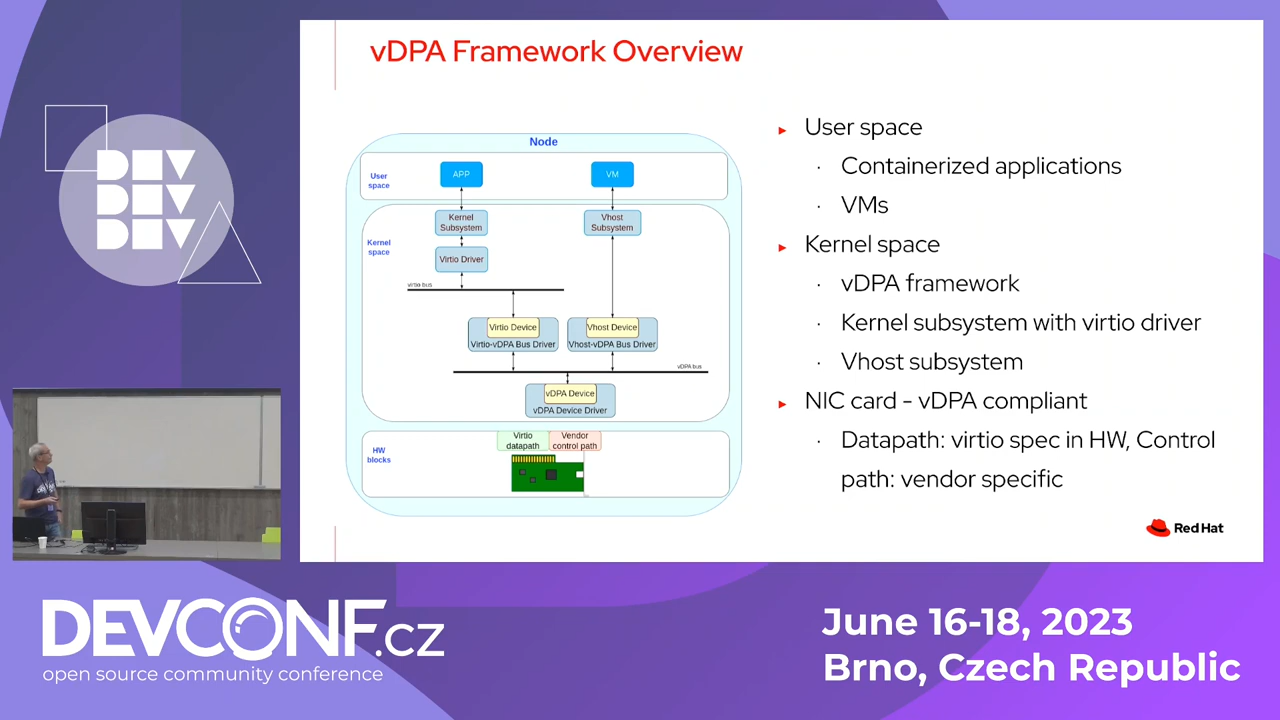 vDPA Framework Overview
Node
User
space
APP
VM
Kernel
space
Kernel
Subsystem
Vhost
Subsystem
Virtio Driver
virtio bus
Virtio Device
Virtio-vDPA Bus Driver
Vhost Device
Vhost-vDPA Bus Driver
vDPA bus
vDPA Device
vDPA Device Driver
HW
blocks
Virtio
datapath
Vendor
control path
User space
Containerized applications
VMs
Kernel space
vDPA framework
Kernel subsystem with virtio driver
Vhost subsystem
NIC card - vDPA compliant
Datapath: virtio spec in HW, Control
path: vendor specific
Red Hat
DEV
DEV
DEV
DEVCONF.cz
open source community conference
June 16-18, 2023
Brno, Czech Republic